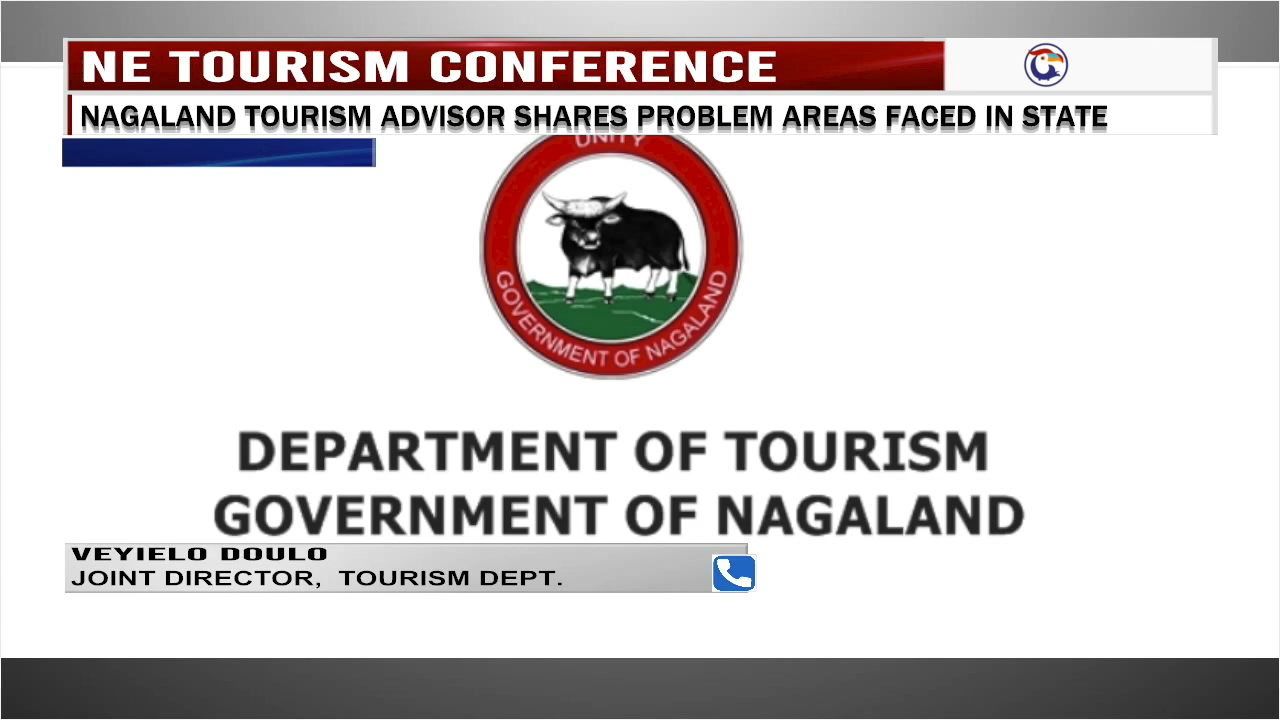 NE TOURISM CONFERENCE
NAGALAND TOURISM ADVISOR SHARES PROBLEM AREAS FACED IN STATE
UNITY
GOVERNMENT OF NAGALAND
DEPARTMENT OF TOURISM
GOVERNMENT OF NAGALAND
VEYIELO DOULO
JOINT DIRECTOR, TOURISM DEPT.